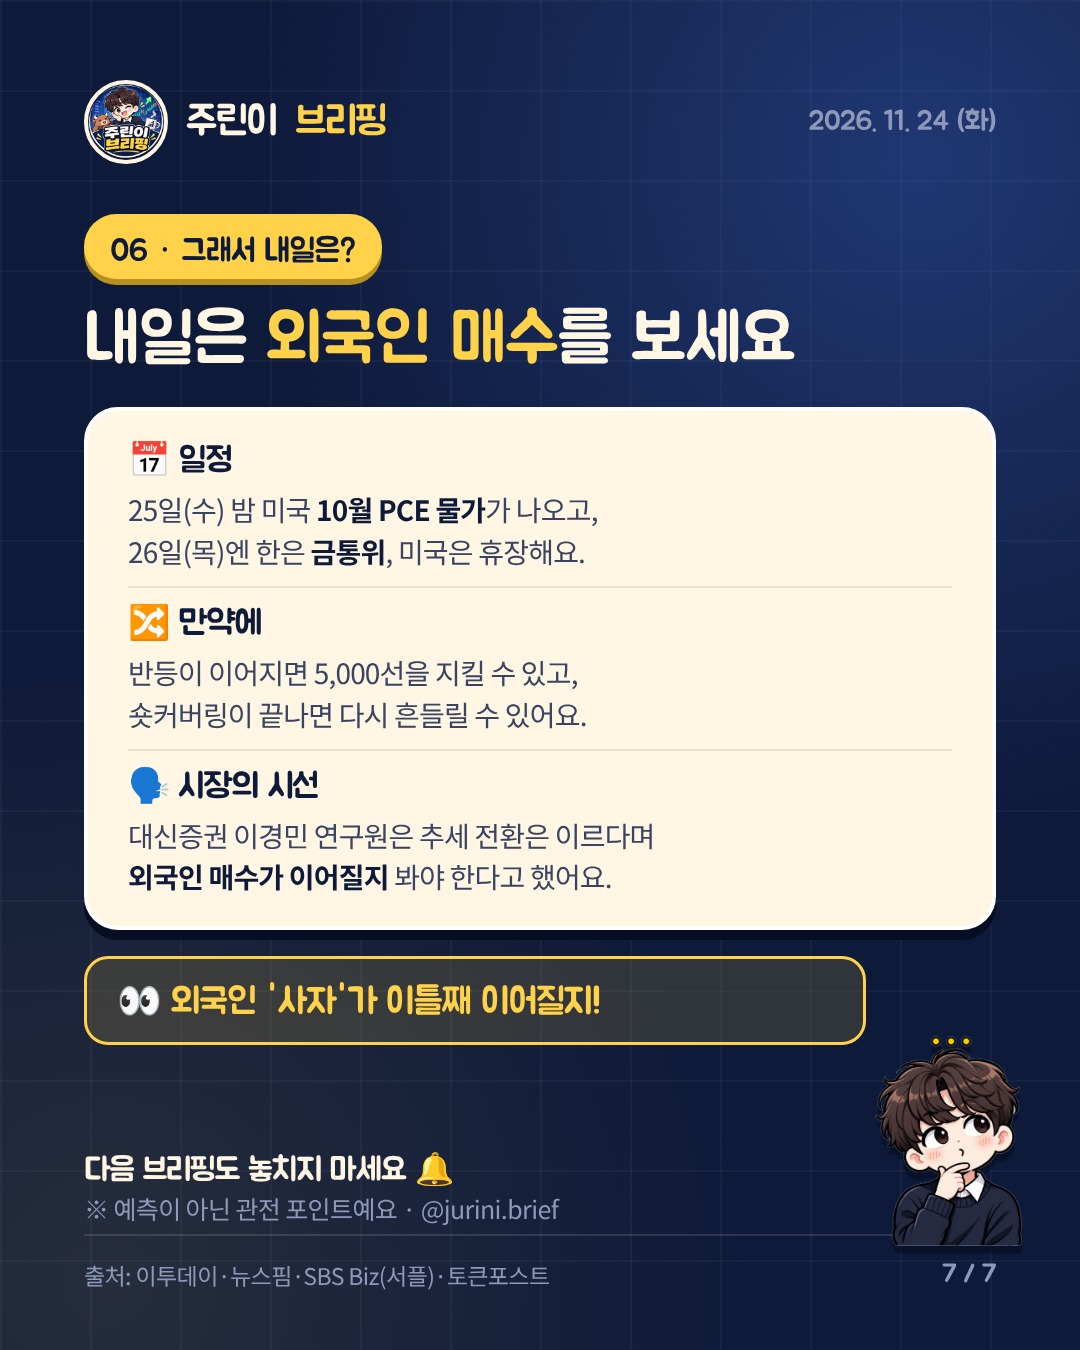 주린이 브리핑
주린이 브리핑
2026. 11. 24 (화)
06 · 그래서 내일은?
내일은 외국인 매수를 보세요
July
17
일정
25일(수) 밤 미국 10월 PCE 물가가 나오고,
26일(목)엔 한은 금통위, 미국은 휴장해요.
만약에
반등이 이어지면 5,000선을 지킬 수 있고,
숏커버링이 끝나면 다시 흔들릴 수 있어요.
시장의 시선
대신증권 이경민 연구원은 추세 전환은 이르다며
외국인 매수가 이어질지 봐야 한다고 했어요.
👀 외국인 '사자'가 이틀째 이어질지!
다음 브리핑도 놓치지 마세요 🔔
※ 예측이 아닌 관전 포인트예요 · @jurini.brief
출처: 이투데이·뉴스핌·SBS Biz(서플)·토큰포스트
7 / 7